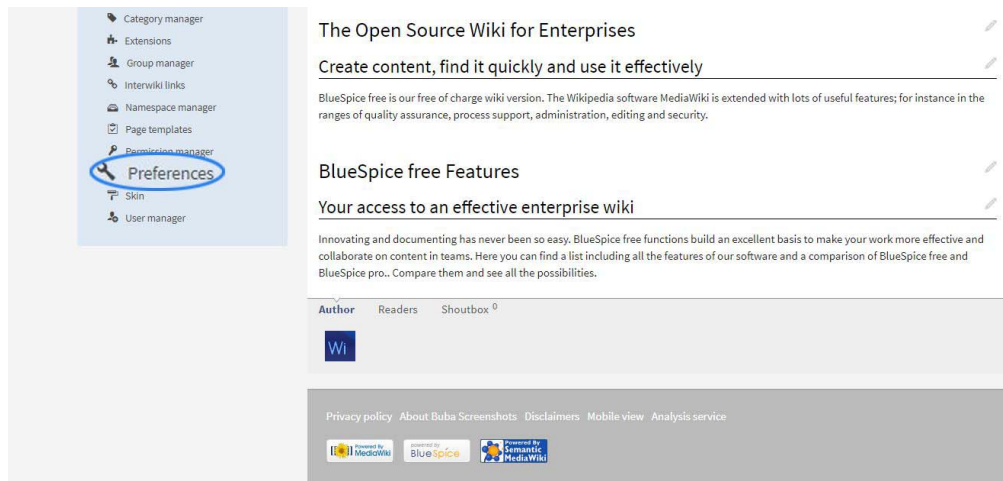 Category manager
Extensions
Group manager
Interwiki links
Namespace manager
Page templates
Permission manager
Preferences
Skin
User manager
The Open Source Wiki for Enterprises
Create content, find it quickly and use it effectively
BlueSpice free is our free of charge wiki version. The Wikipedia software MediaWiki is extended with lots of useful features; for instance in the
ranges of quality assurance, process support, administration, editing and security.
BlueSpice free Features
Your access to an effective enterprise wiki
Innovating and documenting has never been so easy. BlueSpice free functions build an excellent basis to make your work more effective and
collaborate on content in teams. Here you can find a list including all the features of our software and a comparison of BlueSpice free and
BlueSpice pro.. Compare them and see all the possibilities.
Author Readers Shoutbox 0
Wi
Privacy policy About Buba Screenshots Disclaimers Mobile view Analysis service
Powered By
MediaWiki
powered by
BlueSpice
Powered By
Semantic
MediaWiki